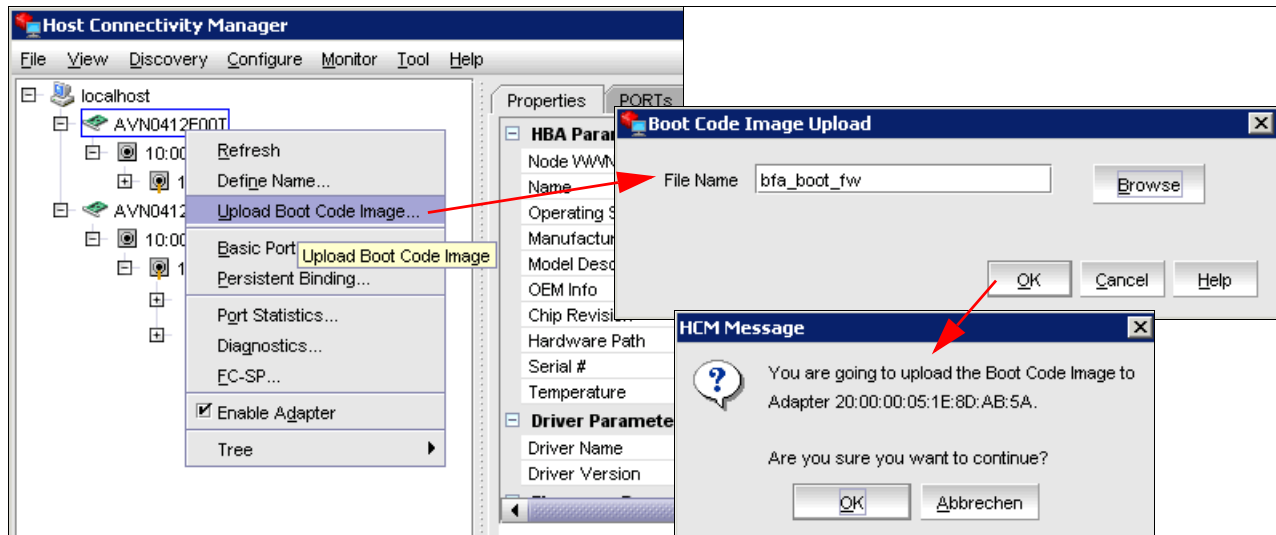 Host Connectivity Manager
File View Discovery Configure Monitor Tool Help
localhost
AVN0412E00T
10:00
1
AVN0412
10:00
1
Refresh
Define Name...
Upload Boot Code Image...
Basic Port
Upload Boot Code Image
Persistent Binding...
Port Statistics...
Diagnostics...
FC-SP...
Enable Adapter
Tree
Properties PORTs
HBA Para
Node WWN
Name
Operating S
Manufactur
Model Desc
OEM Info
Chip Revision
Hardware Path
Serial #
Temperature
Driver Paramete
Driver Name
Driver Version
Boot Code Image Upload
File Name bfa_boot_fw Browse
OK Cancel Help
HCM Message
You are going to upload the Boot Code Image to
Adapter 20:00:00:05:1E:8D:AB:5A.
Are you sure you want to continue?
OK Abbrechen